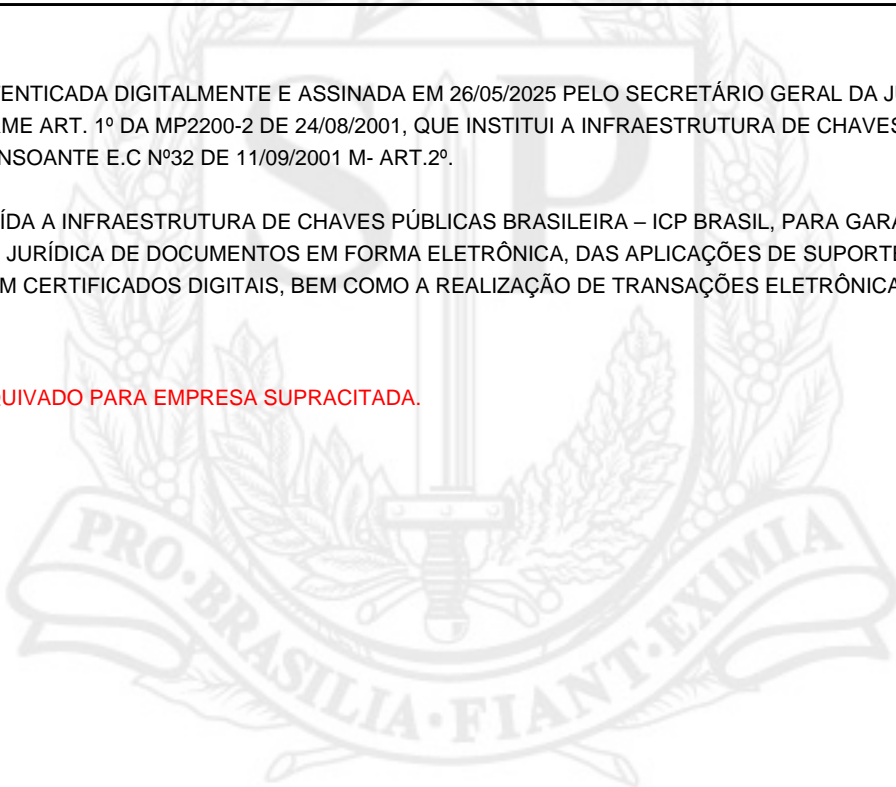 ENTICADA DIGITALMENTE E ASSINADA EM 26/05/2025 PELO SECRETÁRIO GERAL DA J
ME ART. 1º DA MP2200-2 DE 24/08/2001, QUE INSTITUI A INFRAESTRUTURA DE CHAVES
NSOANTE E.C Nº32 DE 11/09/2001 M- ART.2º.
ÍDA A INFRAESTRUTURA DE CHAVES PÚBLICAS BRASILEIRA – ICP BRASIL, PARA GARA
JURÍDICA DE DOCUMENTOS EM FORMA ELETRÔNICA, DAS APLICAÇÕES DE SUPORTE
M CERTIFICADOS DIGITAIS, BEM COMO A REALIZAÇÃO DE TRANSAÇÕES ELETRÔNICA
UIVADO PARA EMPRESA SUPRACITADA.
SP
PRO·BRASILIA·FIANT·EXIMIA